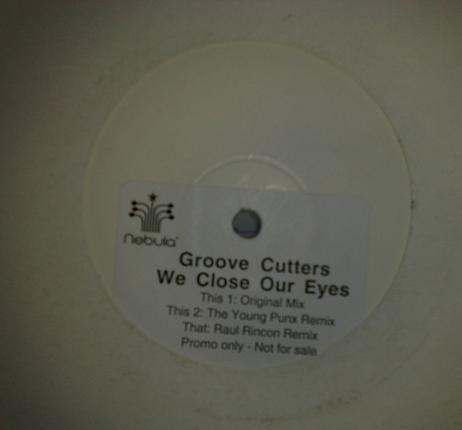 nebula™
Groove Cutters
We Close Our Eyes
This 1: Original Mix
This 2: The Young Punx Remix
That: Raul Rincon Remix
Promo only - Not for sale